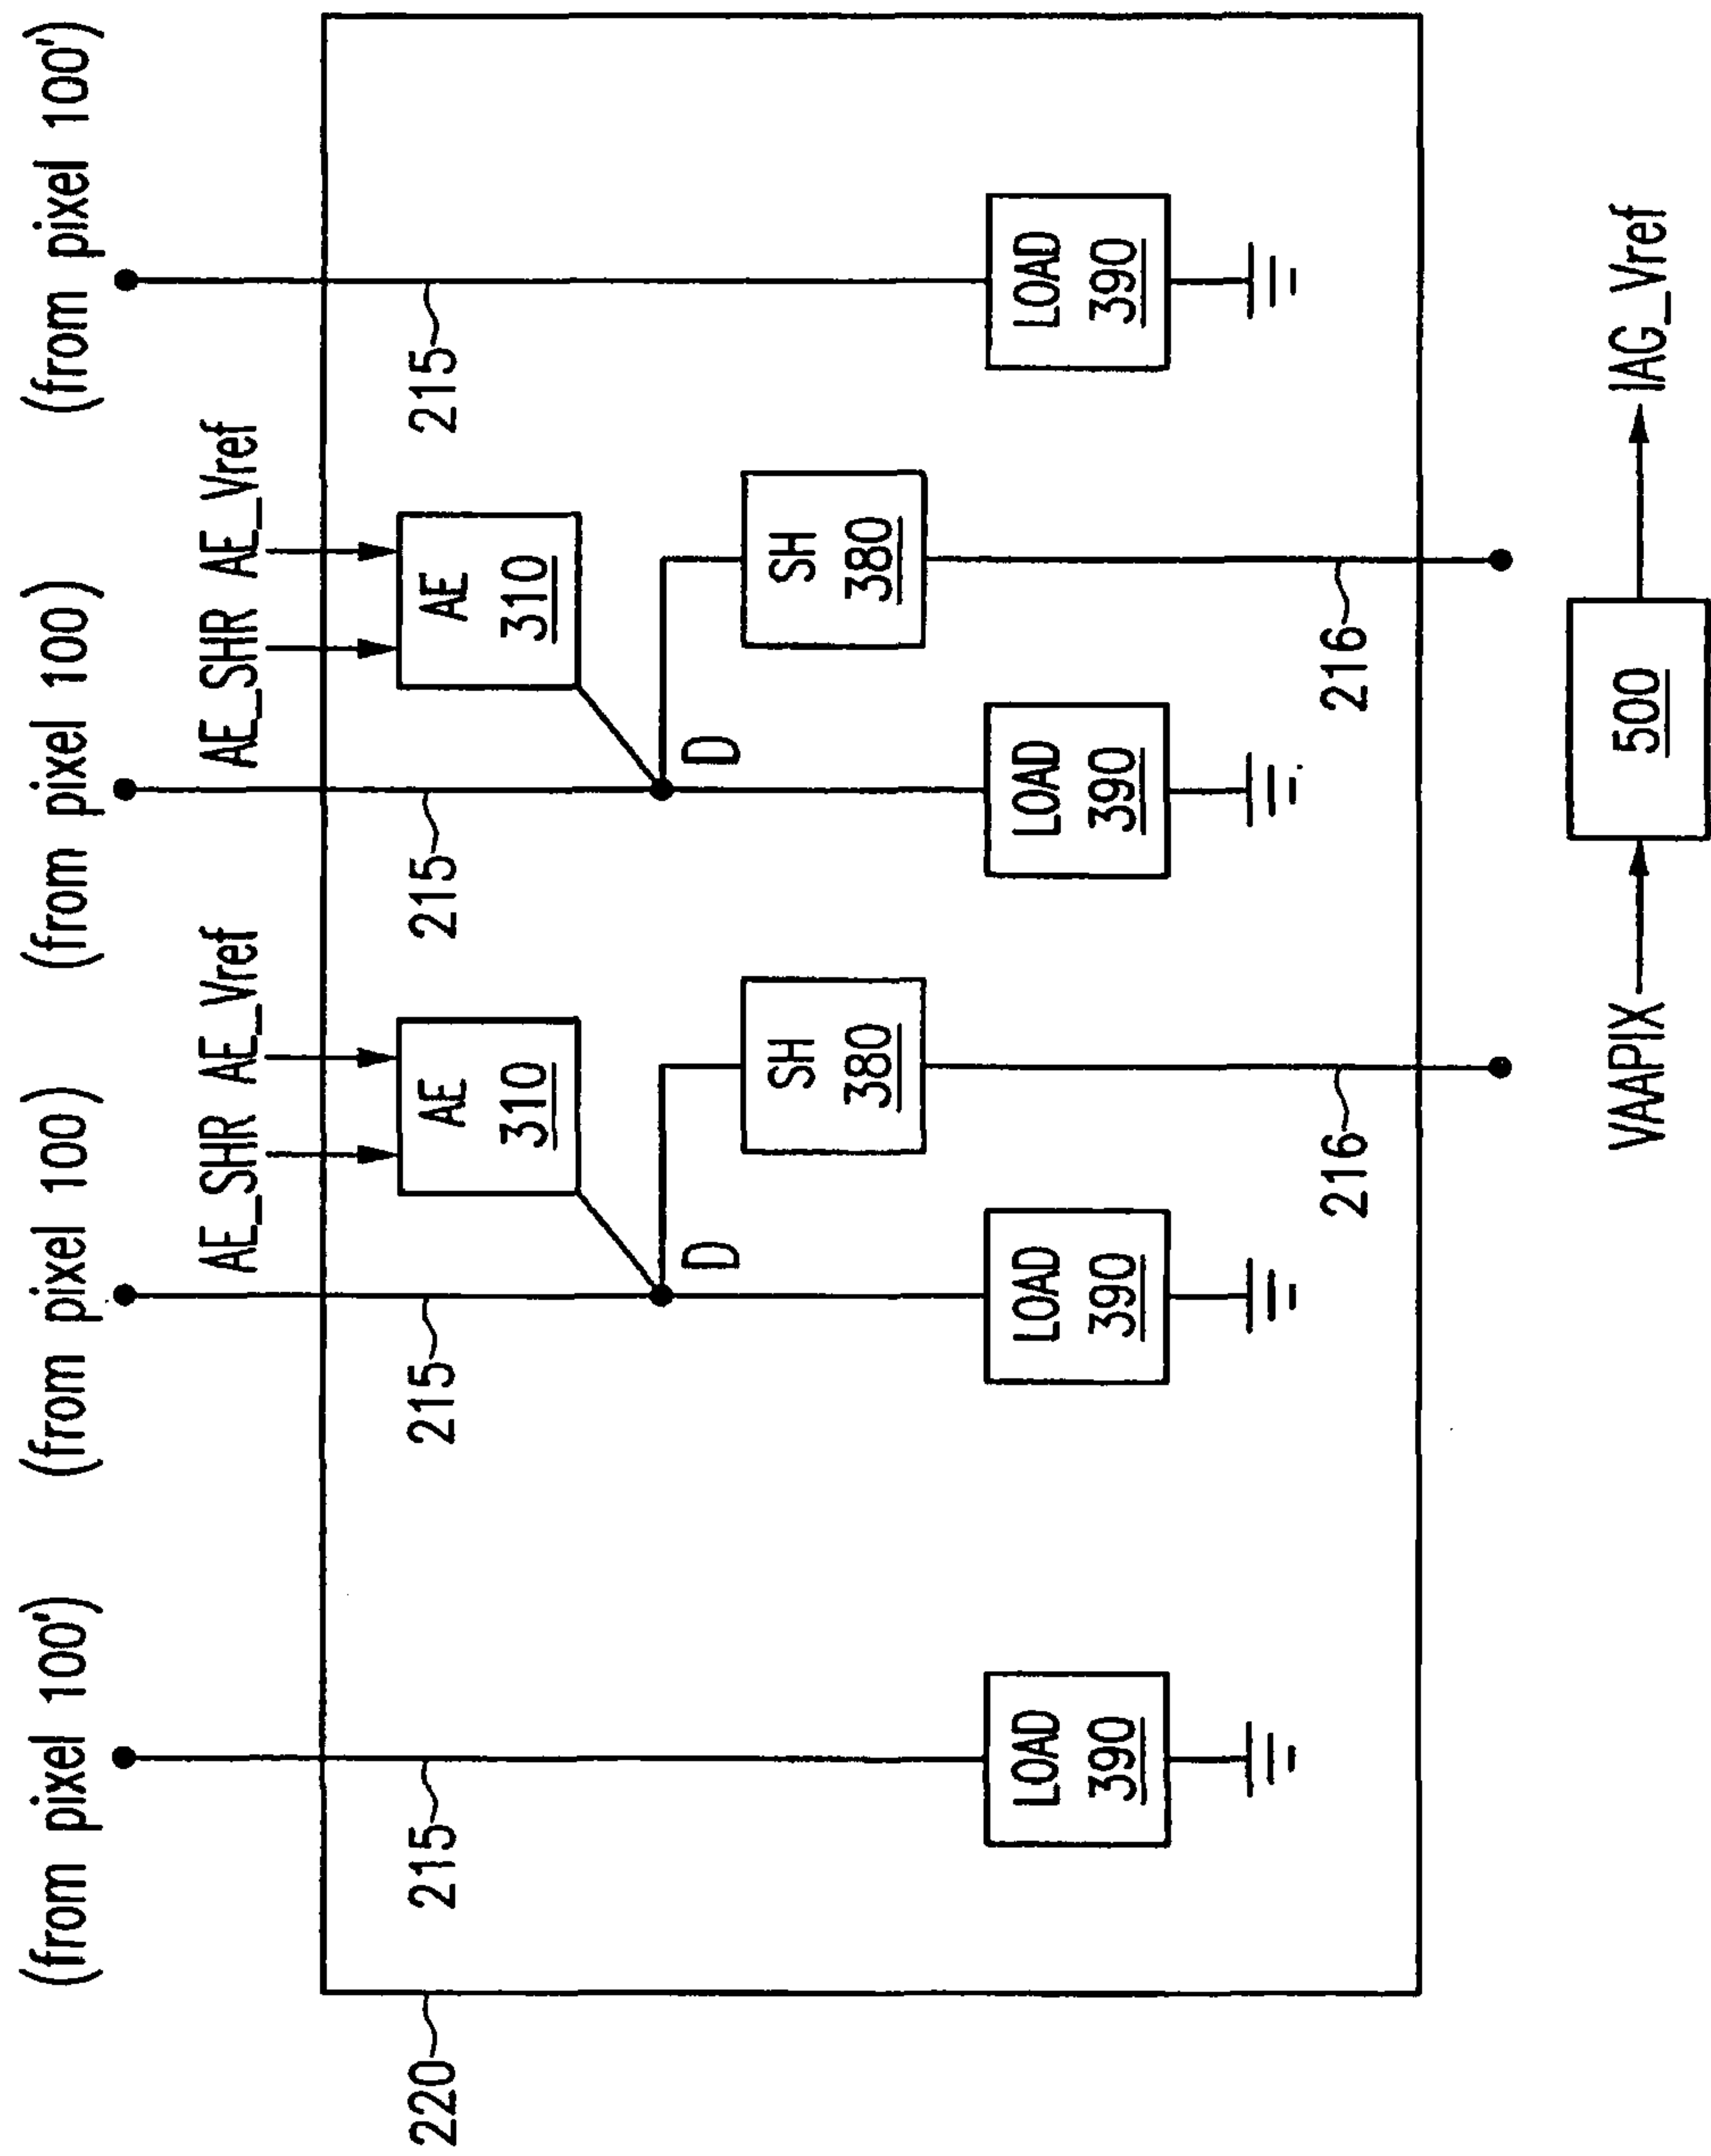 (from pixel 100') (from pixel 100) (from pixel 100) (from pixel 100')
AE_SHR AE_Vref AE_SHR AE_Vref
220 215 215 AE 215 AE 215
310 310
D D
SH SH
380 380
LOAD LOAD LOAD LOAD
390 390 390 390
216 216
VAAPIX 500 IAG_Vref